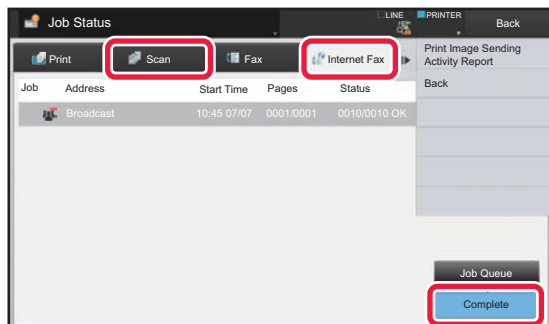 Job Status
LINE
PRINTER
Back
Print
Scan
Fax
Internet Fax
Print Image Sending
Activity Report
Back
Job Address Start Time Pages Status
Broadcast 10:45 07/07 0001/0001 0010/0010 OK
Job Queue
Complete